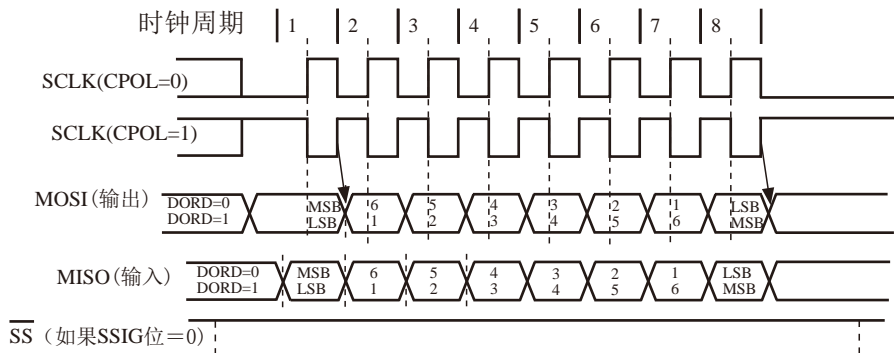 时钟周期 1 2 3 4 5 6 7 8
SCLK(CPOL=0)
SCLK(CPOL=1)
MOSI(输出) DORD=0 MSB 6 5 4 3 2 1 LSB
DORD=1 LSB 1 2 3 4 5 6 MSB
MISO(输入) DORD=0 MSB 6 5 4 3 2 1 LSB
DORD=1 LSB 1 2 3 4 5 6 MSB
SS（如果SSIG位＝0）